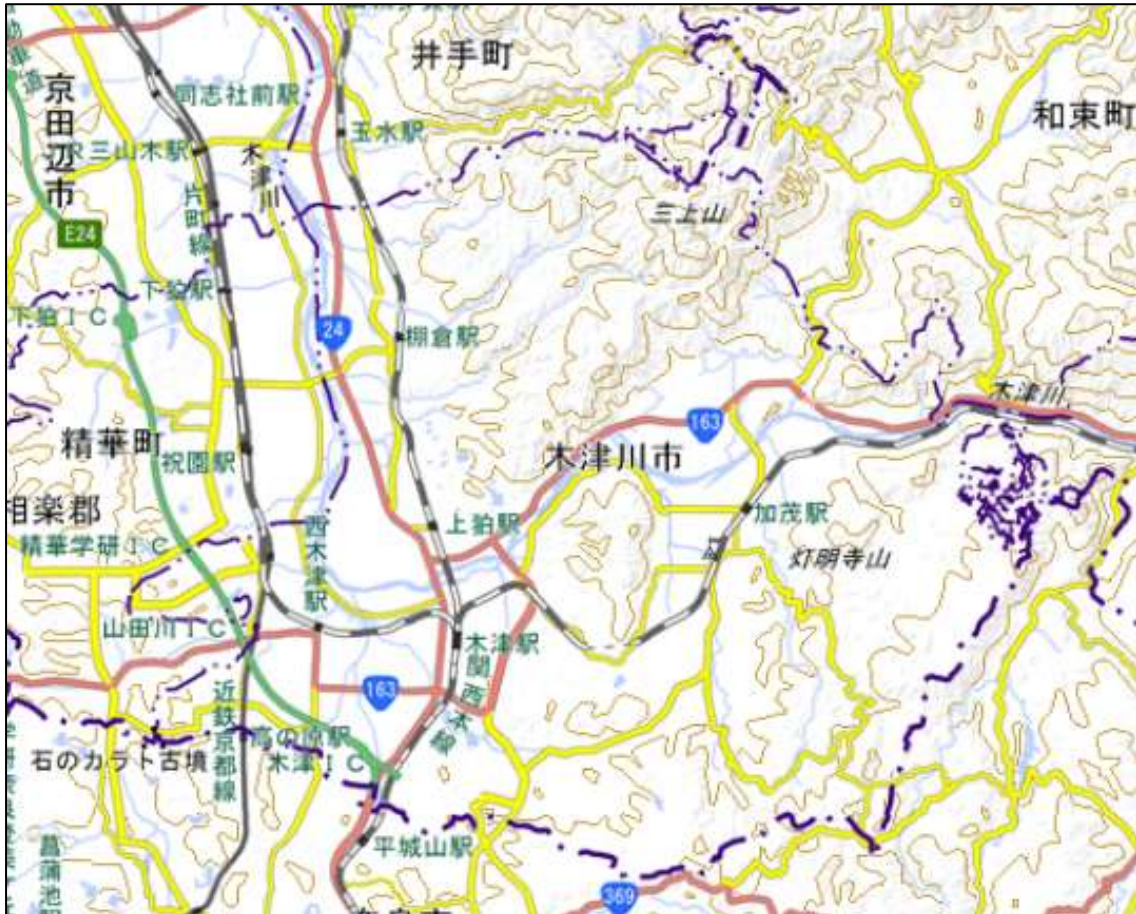 井手町
京田辺市
同志社前駅
玉水駅
和束町
JR三山木駅
木津川
片町線
三上山
E24
下狛駅
下狛IC
24
棚倉駅
木津川
163
精華町
祝園駅
木津川市
相楽郡
上狛駅
加茂駅
精華学研IC
西木津駅
灯明寺山
山田川IC
木津駅
関西本線
163
近鉄京都線
高の原駅
石のカラト古墳
木津IC
平城山駅
菖蒲池駅
369